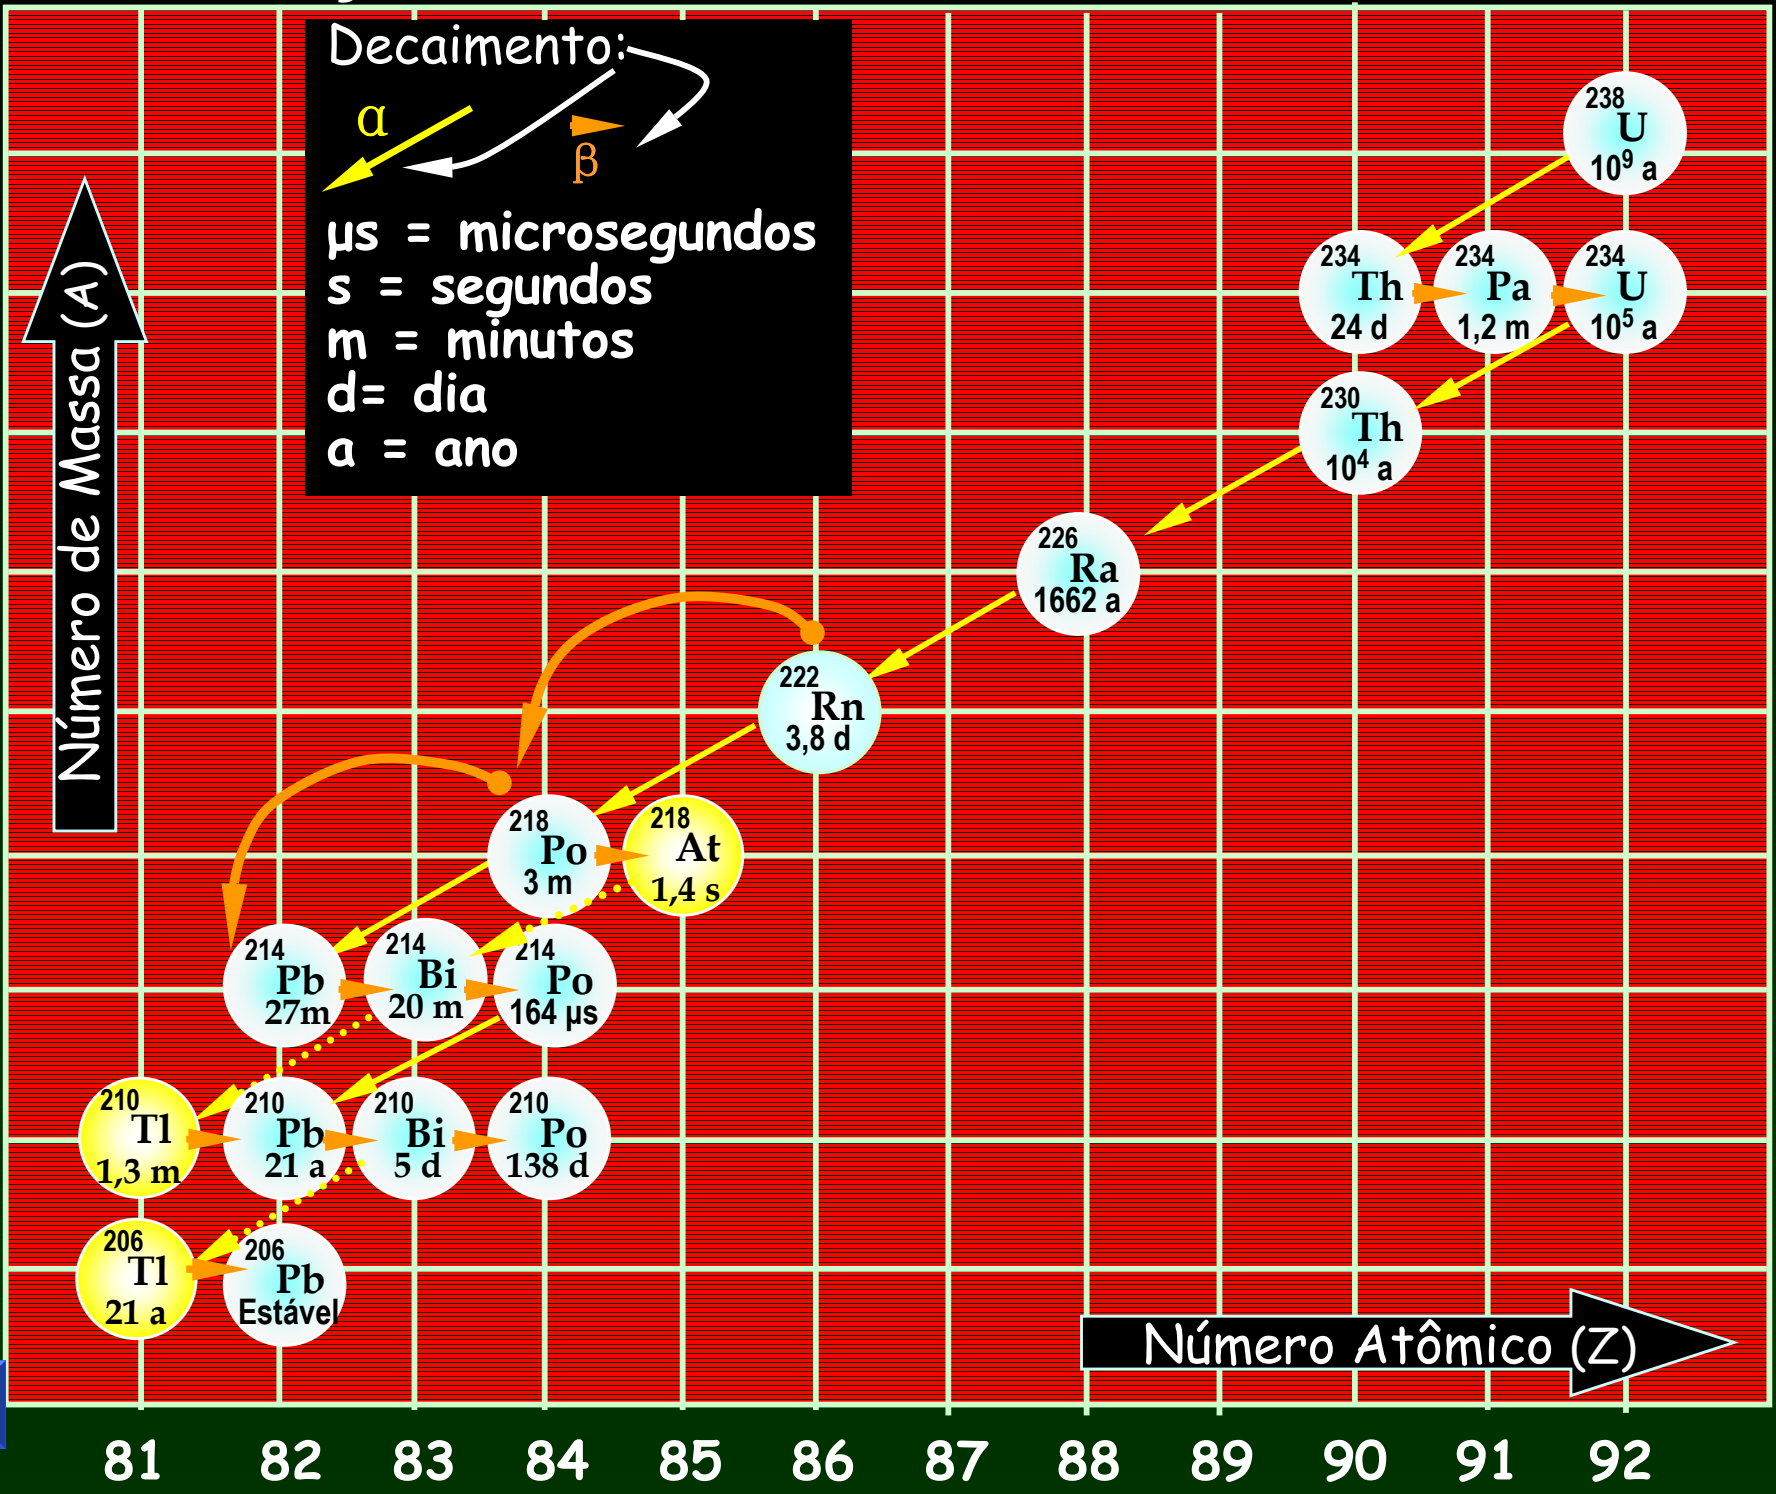 Decaimento:
α
β
μs = microsegundos
s = segundos
m = minutos
d= dia
a = ano
Número de Massa (A)
238
U
10⁹ a
234
Th
24 d
234
Pa
1,2 m
234
U
10⁵ a
230
Th
10⁴ a
226
Ra
1662 a
222
Rn
3,8 d
218
Po
3 m
218
At
1,4 s
214
Pb
27m
214
Bi
20 m
214
Po
164 μs
210
Tl
1,3 m
210
Pb
21 a
210
Bi
5 d
210
Po
138 d
206
Tl
21 a
206
Pb
Estável
Número Atômico (Z)
81 82 83 84 85 86 87 88 89 90 91 92